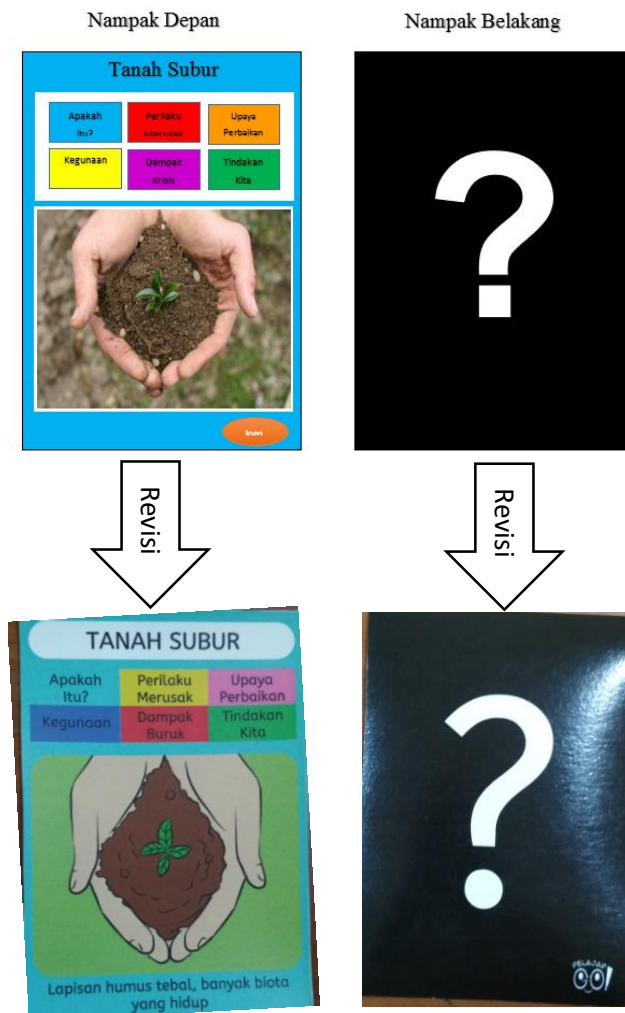 Nampak Depan
Nampak Belakang
Tanah Subur
Apakah
itu?
Perilaku
Merusak
Upaya
Perbaikan
Kegunaan
Dampak
Krisis
Tindakan
Kita
?
Revisi
Revisi
TANAH SUBUR
Apakah
Itu?
Perilaku
Merusak
Upaya
Perbaikan
Kegunaan
Dampak
Buruk
Tindakan
Kita
Lapisan humus tebal, banyak biota
yang hidup
?
PELAJAR